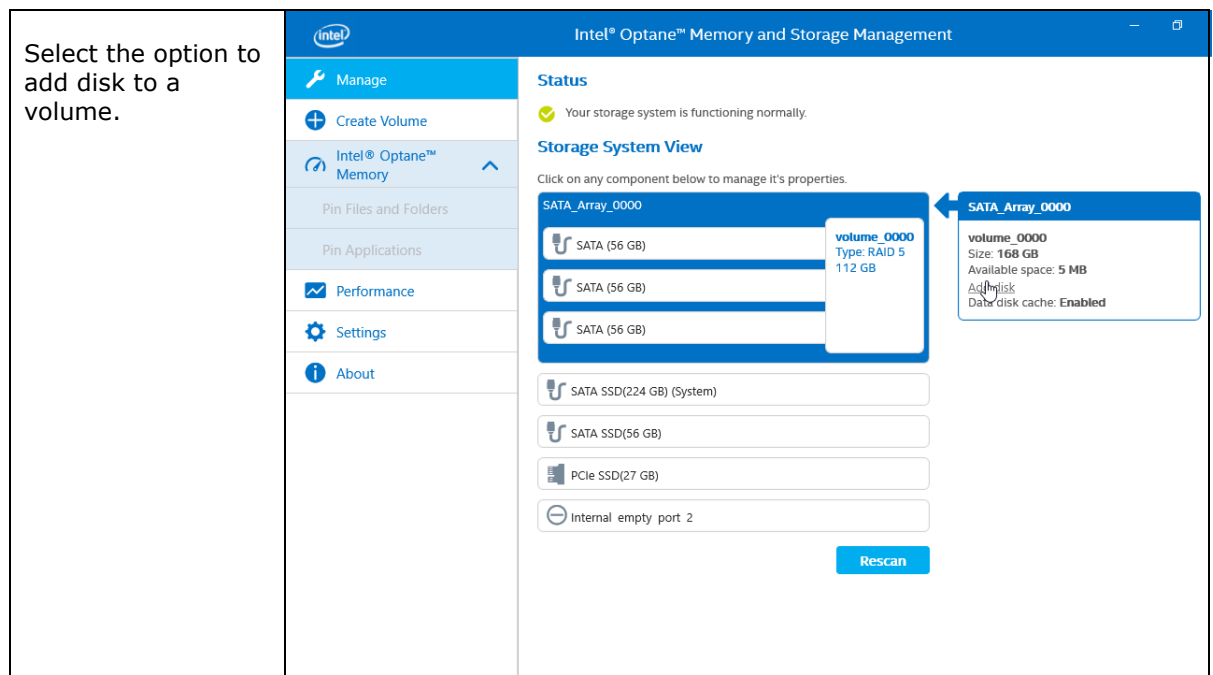 Select the option to
add disk to a
volume.
intel
Intel® Optane™ Memory and Storage Management
Manage
Create Volume
Intel® Optane™
Memory
Pin Files and Folders
Pin Applications
Performance
Settings
About
Status
Your storage system is functioning normally.
Storage System View
Click on any component below to manage it's properties.
SATA_Array_0000
SATA (56 GB)
SATA (56 GB)
SATA (56 GB)
volume_0000
Type: RAID 5
112 GB
SATA SSD(224 GB) (System)
SATA SSD(56 GB)
PCIe SSD(27 GB)
Internal empty port 2
Rescan
SATA_Array_0000
volume_0000
Size: 168 GB
Available space: 5 MB
Add disk
Data disk cache: Enabled